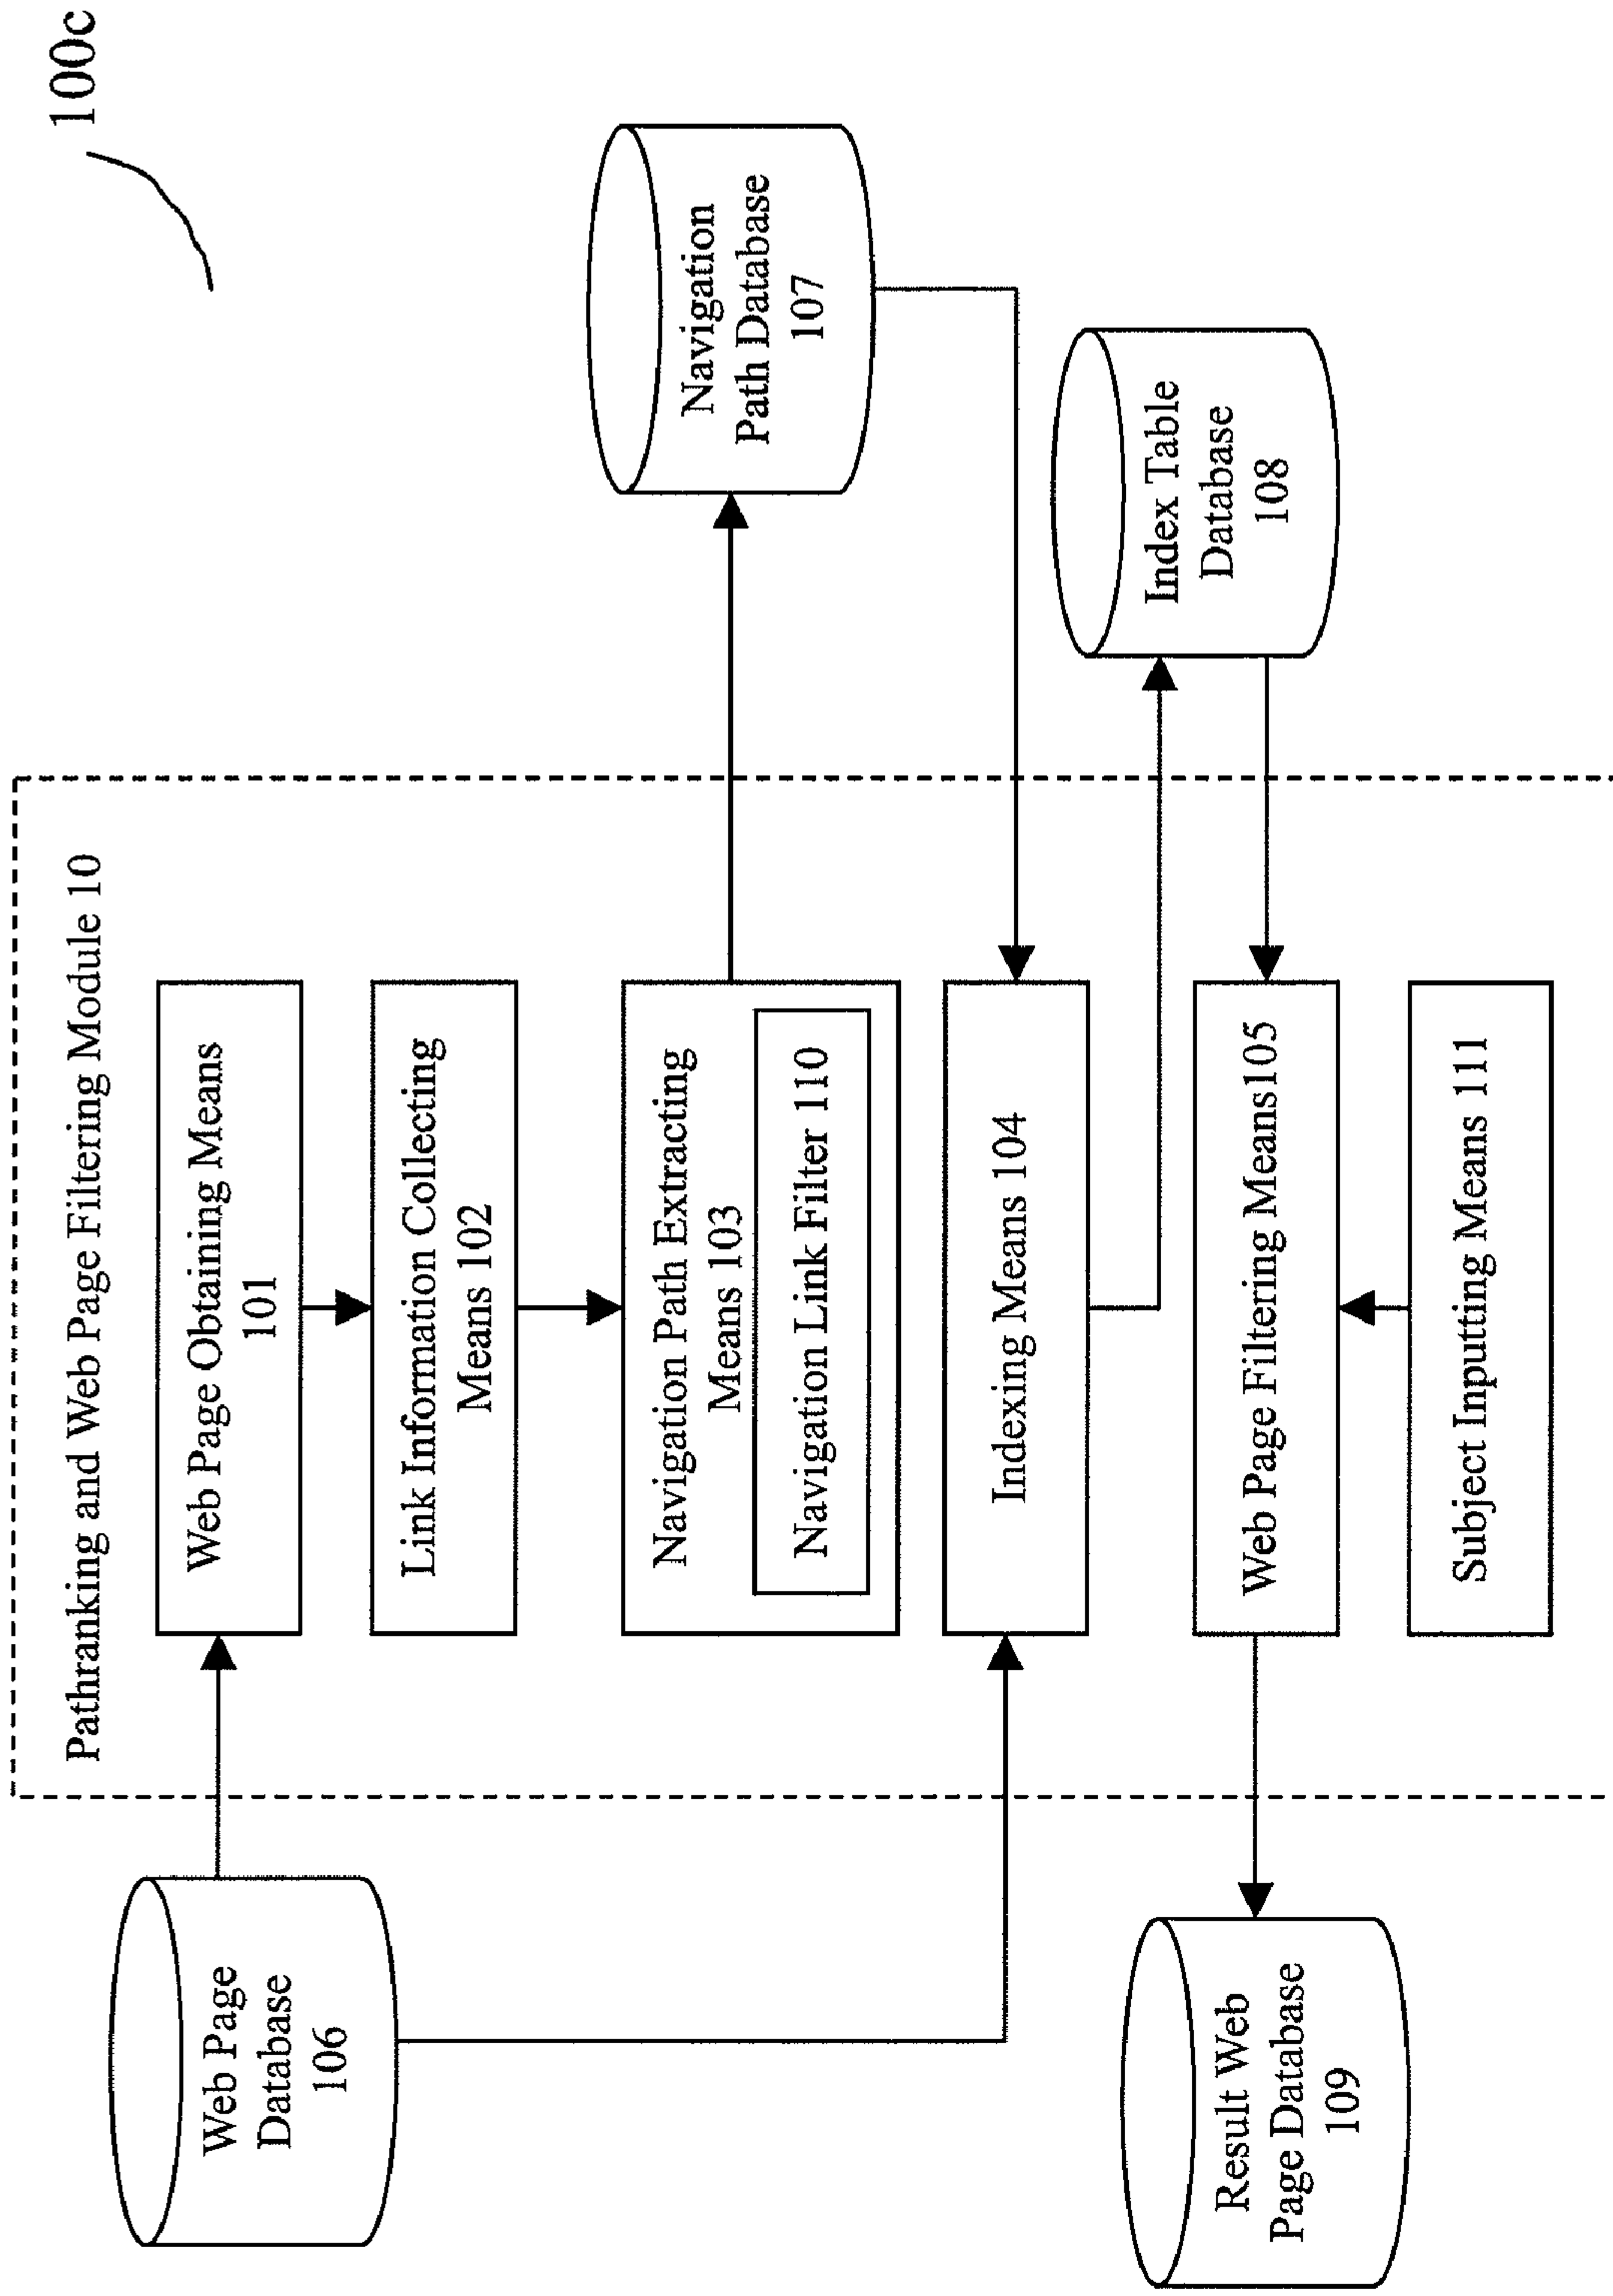 100c
Pathranking and Web Page Filtering Module 10
Web Page
Database
106
Web Page Obtaining Means
101
Link Information Collecting
Means 102
Navigation Path Extracting
Means 103
Navigation Link Filter 110
Navigation
Path Database
107
Indexing Means 104
Index Table
Database
108
Web Page Filtering Means105
Result Web
Page Database
109
Subject Inputting Means 111